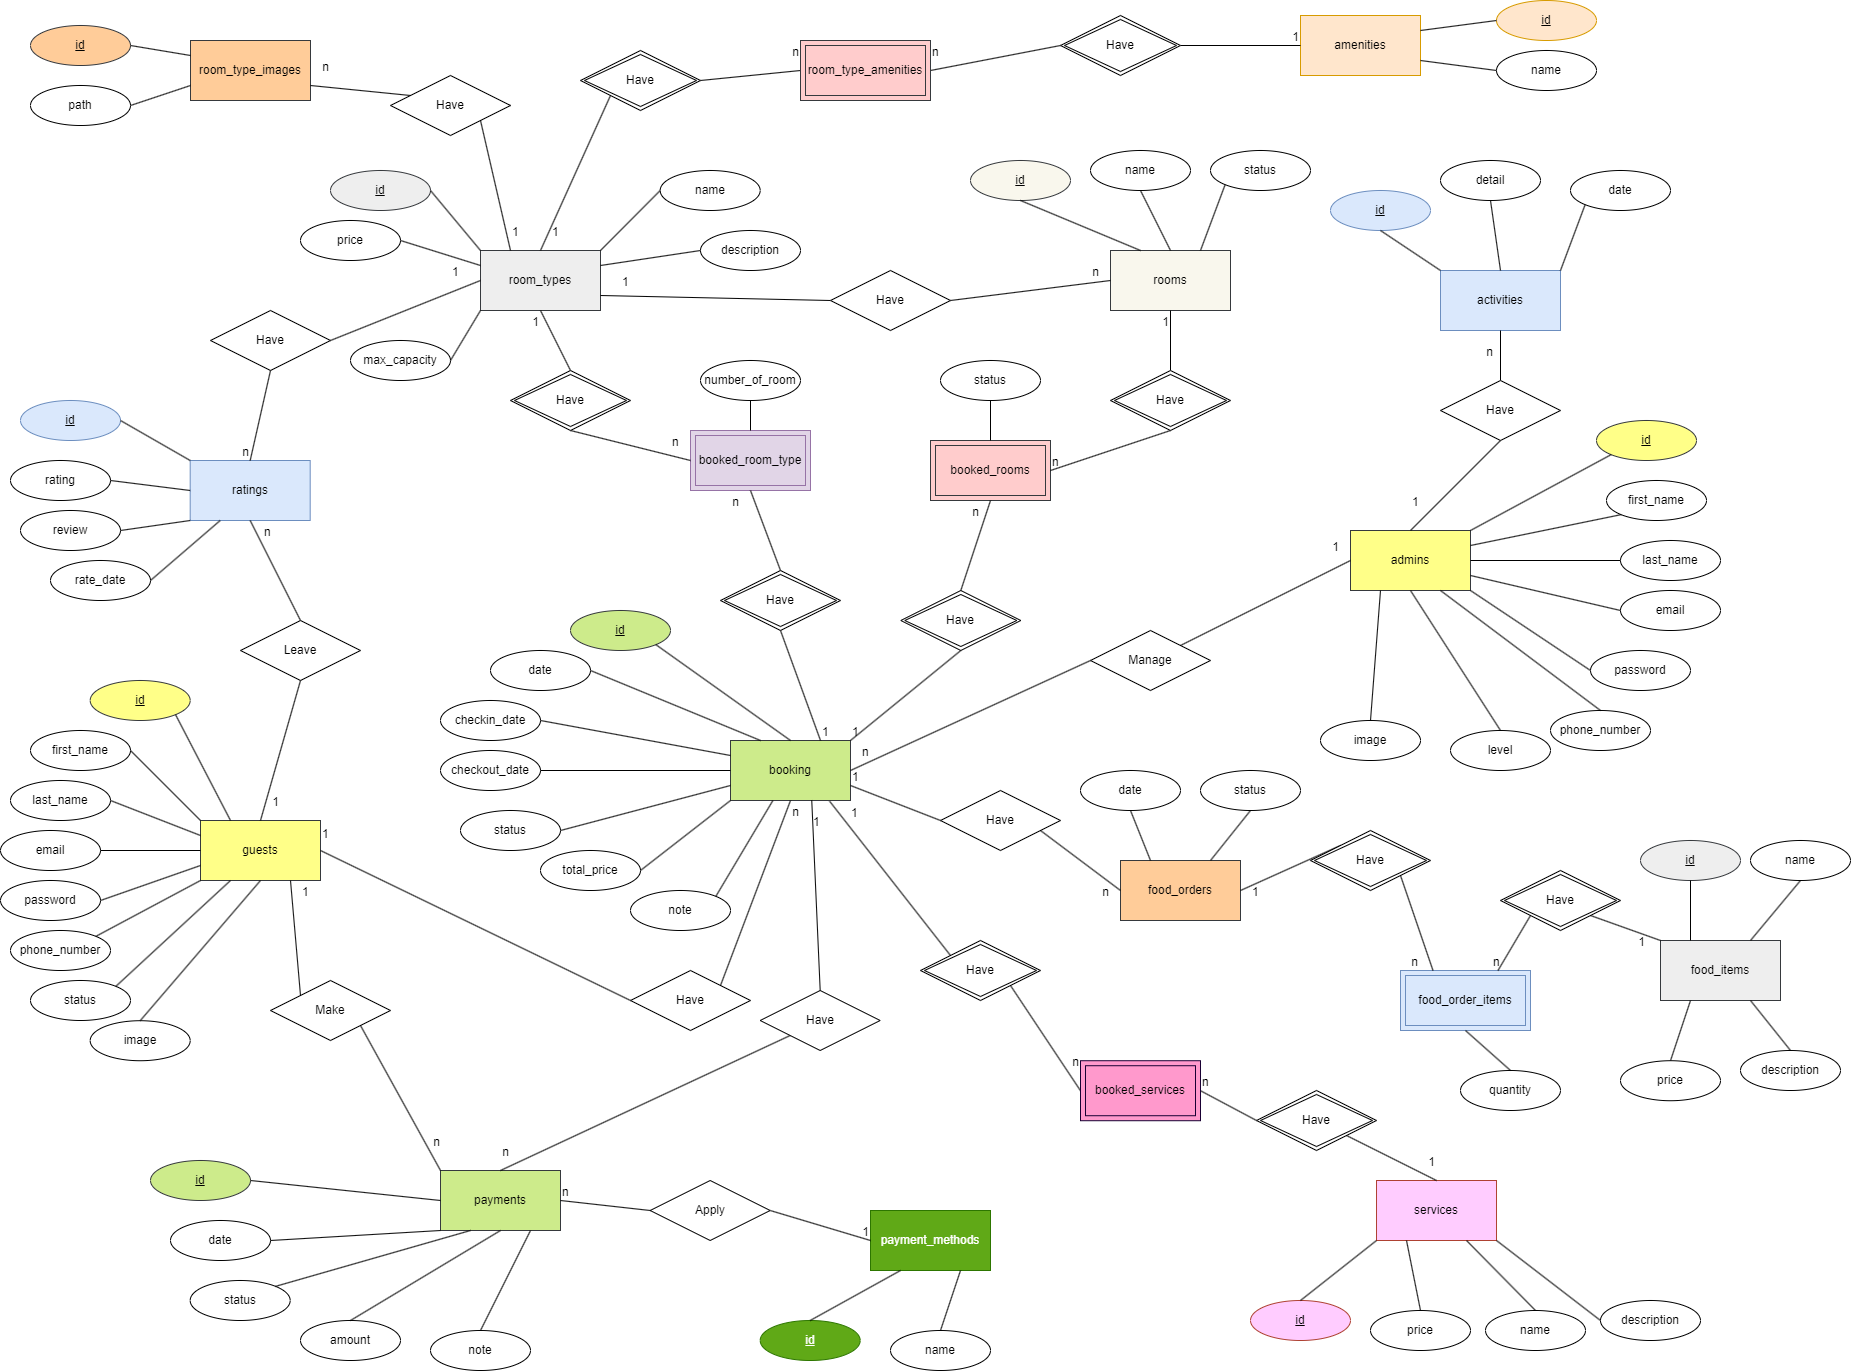 id
room_type_images
path
n
Have
Have
n
room_type_amenities
n
Have
1
amenities
id
name
id
price
1
1
name
description
room_types
1
1
1
max_capacity
Have
n
rooms
id
name
status
1
id
detail
date
activities
n
Have
1
Have
id
rating
review
rate_date
n
ratings
n
Leave
1
Have
number_of_room
n
booked_room_type
n
Have
1
status
booked_rooms
n
n
Have
Have
1
id
first_name
last_name
email
password
phone_number
level
image
admins
1
Manage
n
id
date
checkin_date
checkout_date
status
total_price
note
booking
1
n
1
1
id
first_name
last_name
email
password
phone_number
status
image
guests
1
1
Make
n
Have
Have
n
Have
n
date
status
food_orders
1
Have
n
food_order_items
quantity
n
Have
1
id
name
food_items
price
description
Have
n
booked_services
n
Have
1
services
id
price
name
description
id
date
status
amount
note
payments
n
Apply
1
payment_methods
id
name